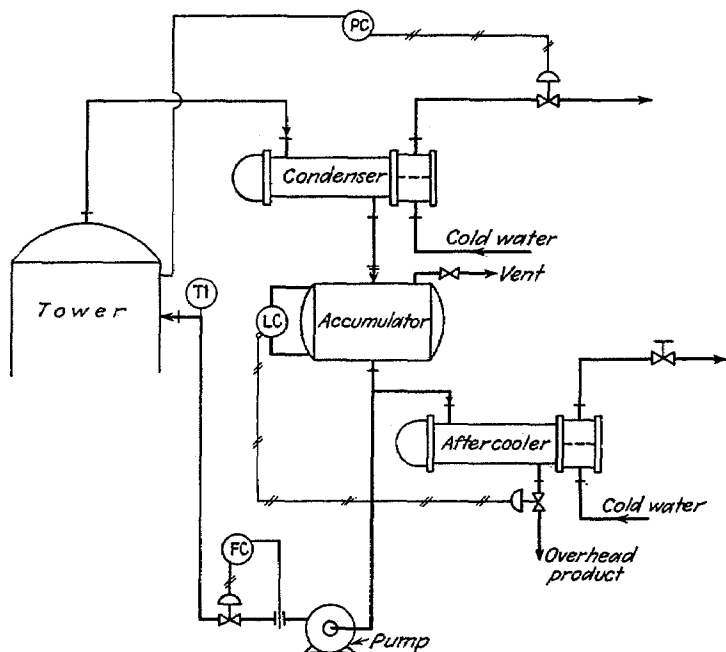 PC
Condenser
Cold water
Vent
TI
Tower
LC
Accumulator
Aftercooler
Cold water
Overhead
product
FC
Pump